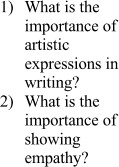 1) What is the
importance of
artistic
expressions in
writing?
2) What is the
importance of
showing
empathy?